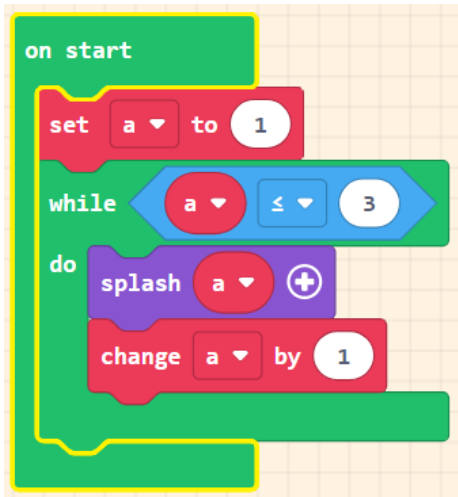 on start
set a to 1
while a ≤ 3
do
splash a
change a by 1